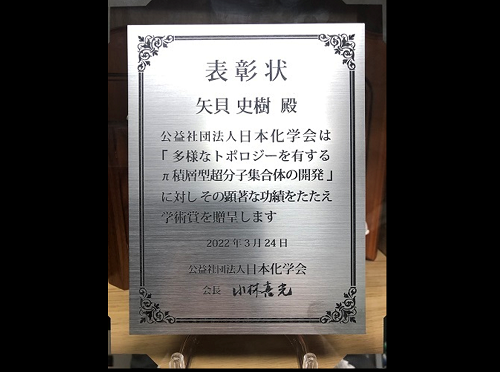 表彰状
矢貝史樹 殿
公益社団法人日本化学会は
「多様なトポロジーを有する
π積層型超分子集合体の開発」
に対しその顕著な功績をたたえ
学術賞を贈呈します
2022年3月24日
公益社団法人日本化学会
会長 小林喜光